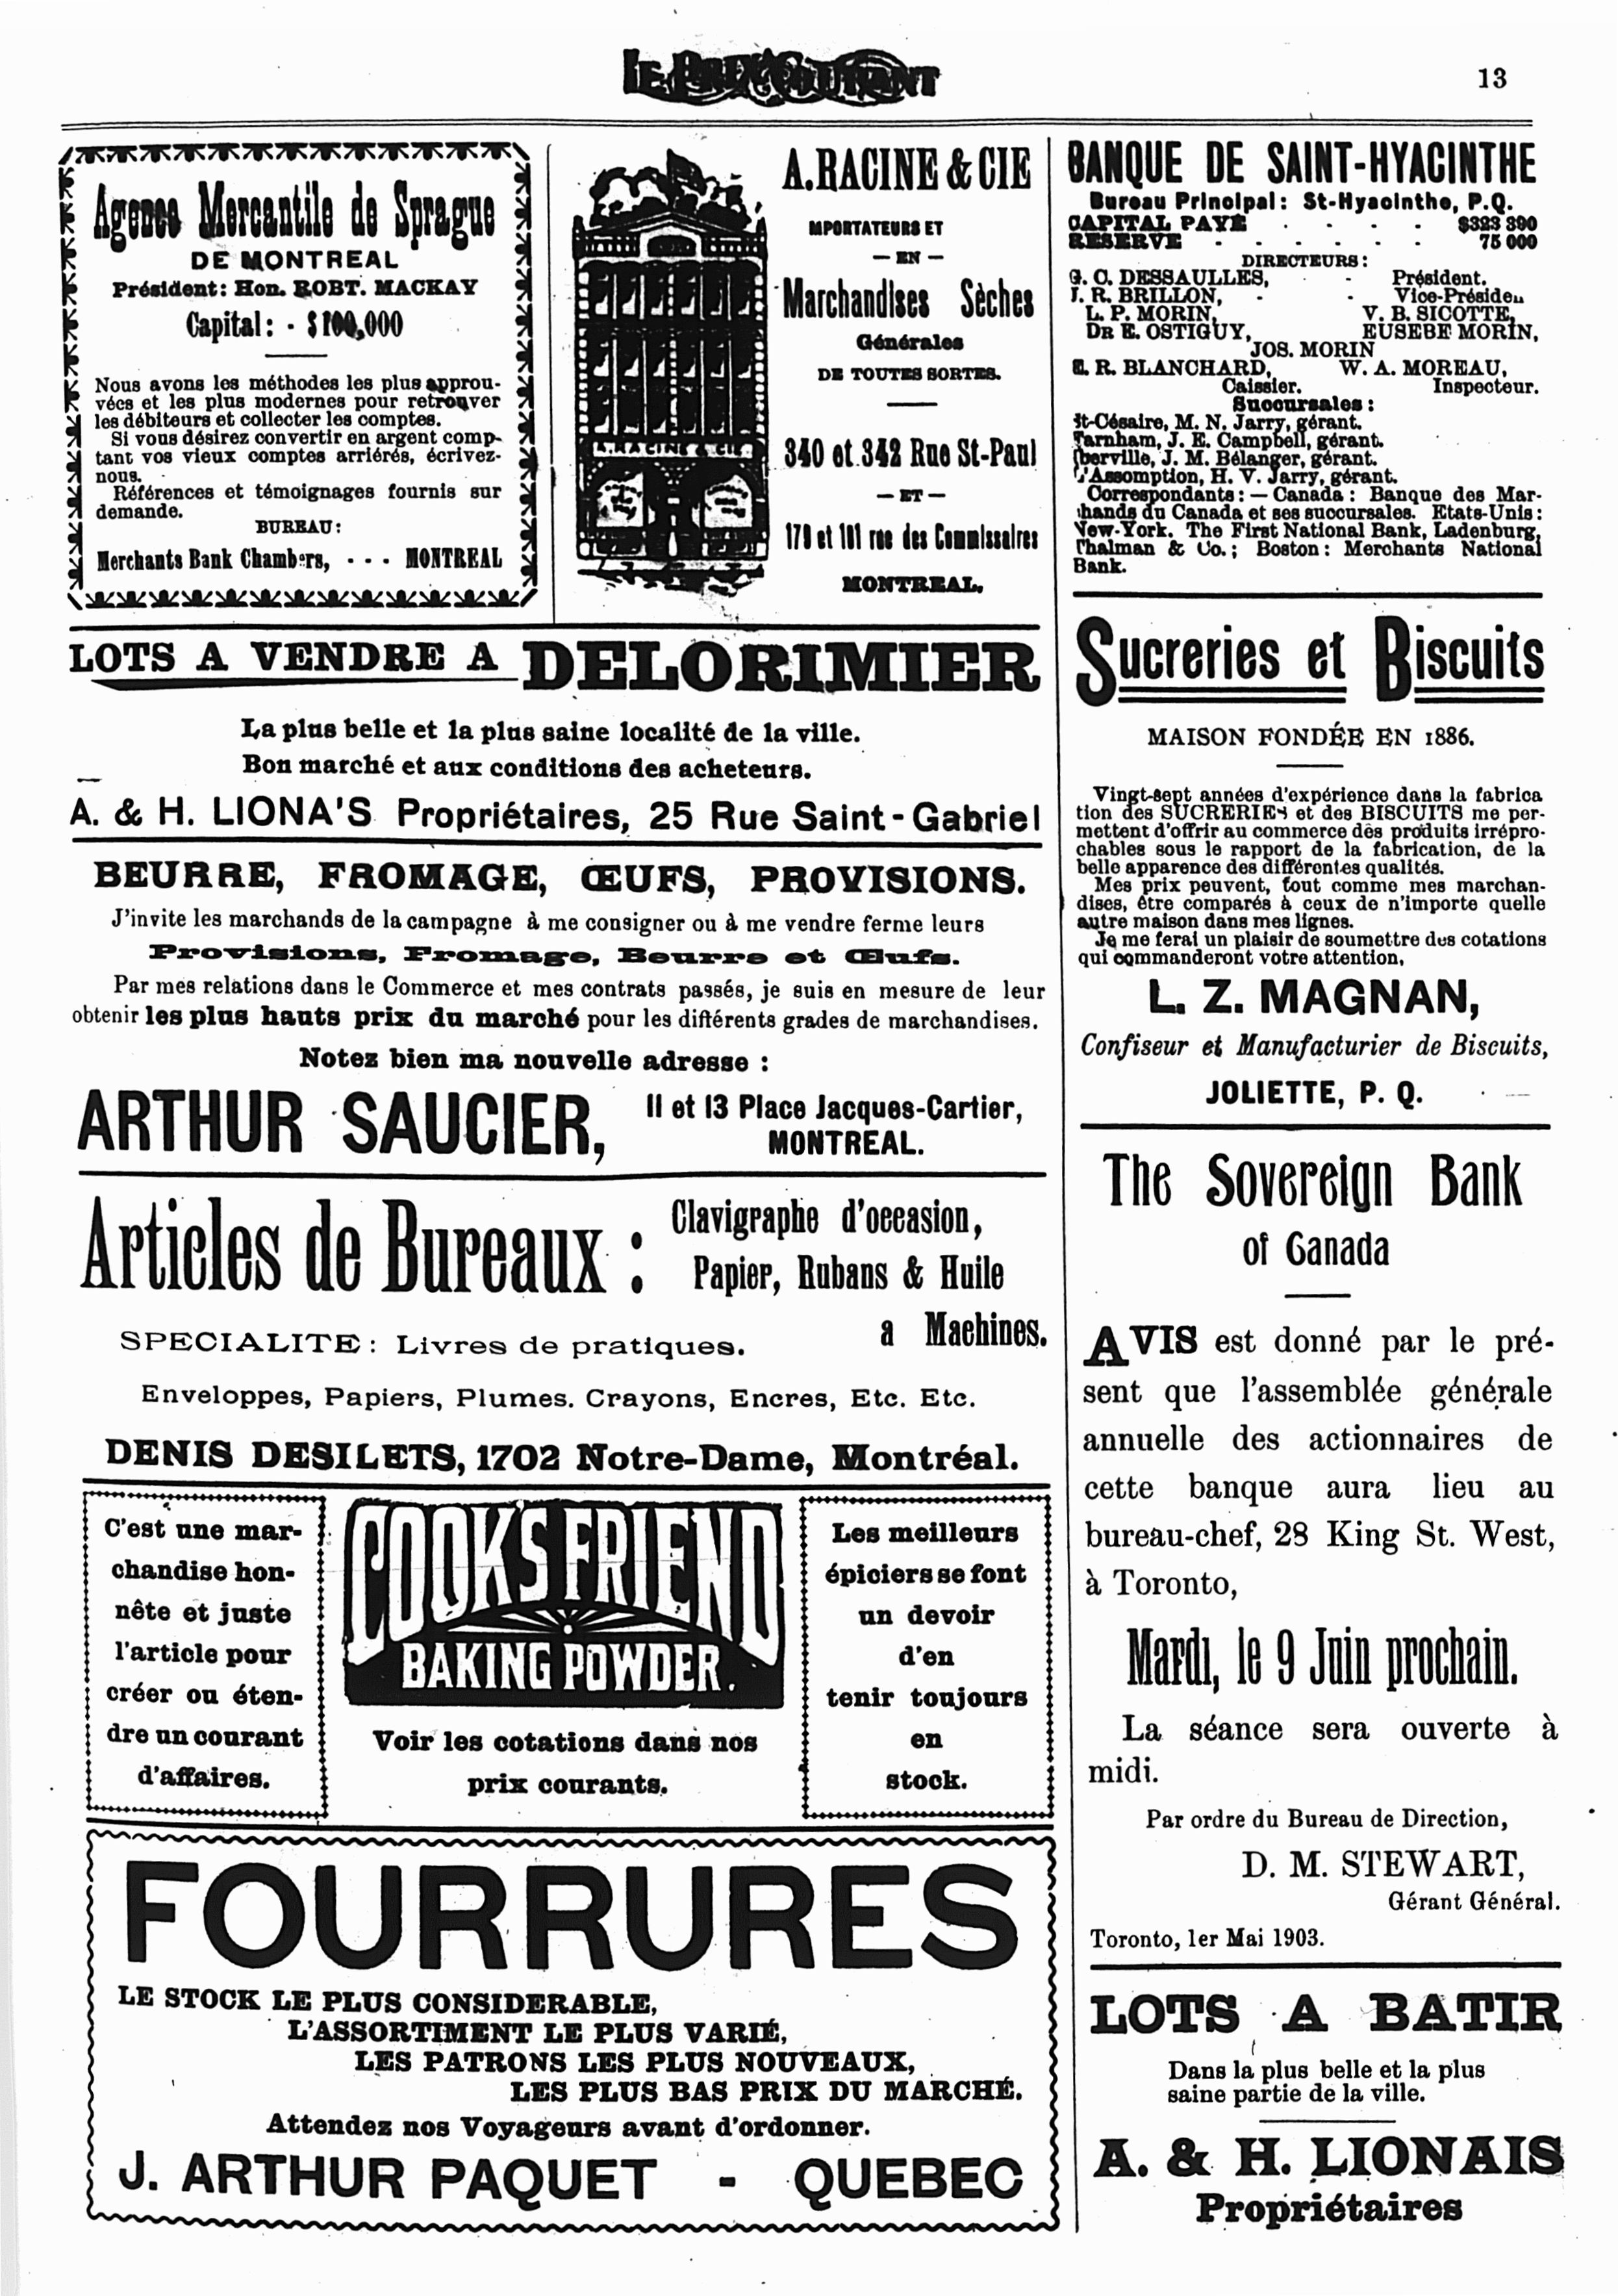 LE PRIX COURANT
13
Agence Mercantile de Sprague
DE MONTREAL
Président: Hon. ROBT. MACKAY
Capital: - $100,000
Nous avons les méthodes les plus approu-
vées et les plus modernes pour retrouver
les débiteurs et collecter les comptes.
Si vous désirez convertir en argent comp-
tant vos vieux comptes arriérés, écrivez-
nous.
Références et témoignages fournis sur
demande.
BUREAU:
Merchants Bank Chambers, - - - MONTREAL
A. RACINE & CIE.
A. RACINE & CIE
MPORTATEURS ET
— EN —
Marchandises Sèches
Générales
DE TOUTES SORTES.
340 et 342 Rue St-Paul
— ET —
179 et 181 rue des Commissaires
MONTREAL.
BANQUE DE SAINT-HYACINTHE
Bureau Principal: St-Hyacinthe, P.Q.
CAPITAL PAYÉ - - - - $323 390
RESERVE - - - - - - 75 000
DIRECTEURS:
G. C. DESSAULLES, - - Président.
J. R. BRILLON, - - Vice-Présiden
L. P. MORIN, V. B. SICOTTE,
DR E. OSTIGUY, EUSEBE MORIN,
JOS. MORIN
E. R. BLANCHARD, W. A. MOREAU,
Caissier. Inspecteur.
Succursales:
St-Césaire, M. N. Jarry, gérant.
Farnham, J. E. Campbell, gérant.
Iberville, J. M. Bélanger, gérant.
L'Assomption, H. V. Jarry, gérant.
Correspondants: — Canada: Banque des Mar-
chands du Canada et ses succursales. Etats-Unis:
New-York. The First National Bank, Ladenburg,
Thalman & Co.; Boston: Merchants National
Bank.
LOTS A VENDRE A DELORIMIER
La plus belle et la plus saine localité de la ville.
Bon marché et aux conditions des acheteurs.
A. & H. LIONA'S Propriétaires, 25 Rue Saint-Gabriel
BEURRE, FROMAGE, ŒUFS, PROVISIONS.
J'invite les marchands de la campagne à me consigner ou à me vendre ferme leurs
Provisions, Fromage, Beurre et Œufs.
Par mes relations dans le Commerce et mes contrats passés, je suis en mesure de leur
obtenir les plus hauts prix du marché pour les différents grades de marchandises.
Notez bien ma nouvelle adresse :
ARTHUR SAUCIER, 11 et 13 Place Jacques-Cartier,
MONTREAL.
Articles de Bureaux : Clavigraphe d'occasion,
Papier, Rubans & Huile
a Machines.
SPECIALITE: Livres de pratiques.
Enveloppes, Papiers, Plumes. Crayons, Encres, Etc. Etc.
DENIS DESILETS, 1702 Notre-Dame, Montréal.
C'est une mar-
chandise hon-
nête et juste
l'article pour
créer ou éten-
dre un courant
d'affaires.
COOK'S FRIEND
BAKING POWDER.
Voir les cotations dans nos
prix courants.
Les meilleurs
épiciers se font
un devoir
d'en
tenir toujours
en
stock.
FOURRURES
LE STOCK LE PLUS CONSIDERABLE,
L'ASSORTIMENT LE PLUS VARIÉ,
LES PATRONS LES PLUS NOUVEAUX,
LES PLUS BAS PRIX DU MARCHÉ.
Attendez nos Voyageurs avant d'ordonner.
J. ARTHUR PAQUET - QUEBEC
Sucreries et Biscuits
MAISON FONDÉE EN 1886.
Vingt-sept années d'expérience dans la fabrica
tion des SUCRERIES et des BISCUITS me per-
mettent d'offrir au commerce des produits irrépro-
chables sous le rapport de la fabrication, de la
belle apparence des différentes qualités.
Mes prix peuvent, tout comme mes marchan-
dises, être comparés à ceux de n'importe quelle
autre maison dans mes lignes.
Je me ferai un plaisir de soumettre des cotations
qui commanderont votre attention,
L. Z. MAGNAN,
Confiseur et Manufacturier de Biscuits,
JOLIETTE, P. Q.
The Sovereign Bank
of Canada
AVIS est donné par le pré-
sent que l'assemblée générale
annuelle des actionnaires de
cette banque aura lieu au
bureau-chef, 28 King St. West,
à Toronto,
Mardi, le 9 Juin prochain.
La séance sera ouverte à
midi.
Par ordre du Bureau de Direction,
D. M. STEWART,
Gérant Général.
Toronto, 1er Mai 1903.
LOTS A BATIR
Dans la plus belle et la plus
saine partie de la ville.
A. & H. LIONAIS
Propriétaires